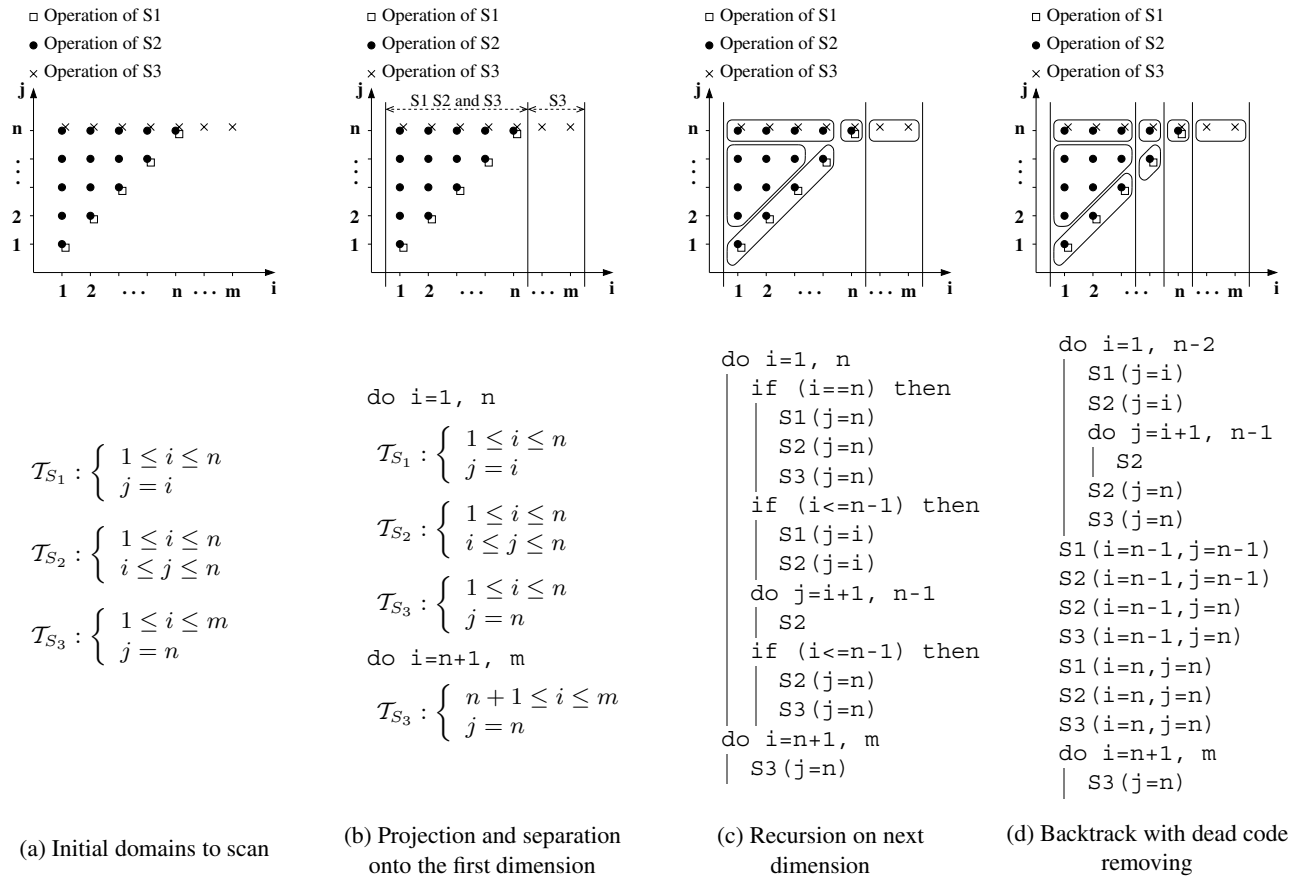 □ Operation of S1
● Operation of S2
× Operation of S3
j
n
⋮
2
1
1 2 ... n ... m i
𝒯S1 : { 1 ≤ i ≤ n
j = i
𝒯S2 : { 1 ≤ i ≤ n
i ≤ j ≤ n
𝒯S3 : { 1 ≤ i ≤ m
j = n
(a) Initial domains to scan
□ Operation of S1
● Operation of S2
× Operation of S3
j
S1 S2 and S3 S3
n
⋮
2
1
1 2 ... n ... m i
do i=1, n
𝒯S1 : { 1 ≤ i ≤ n
j = i
𝒯S2 : { 1 ≤ i ≤ n
i ≤ j ≤ n
𝒯S3 : { 1 ≤ i ≤ n
j = n
do i=n+1, m
𝒯S3 : { n + 1 ≤ i ≤ m
j = n
(b) Projection and separation
onto the first dimension
□ Operation of S1
● Operation of S2
× Operation of S3
j
n
⋮
2
1
1 2 ... n ... m i
do i=1, n
if (i==n) then
S1(j=n)
S2(j=n)
S3(j=n)
if (i<=n-1) then
S1(j=i)
S2(j=i)
do j=i+1, n-1
S2
if (i<=n-1) then
S2(j=n)
S3(j=n)
do i=n+1, m
S3(j=n)
(c) Recursion on next
dimension
□ Operation of S1
● Operation of S2
× Operation of S3
j
n
⋮
2
1
1 2 ... n ... m i
do i=1, n-2
S1(j=i)
S2(j=i)
do j=i+1, n-1
S2
S2(j=n)
S3(j=n)
S1(i=n-1,j=n-1)
S2(i=n-1,j=n-1)
S2(i=n-1,j=n)
S3(i=n-1,j=n)
S1(i=n,j=n)
S2(i=n,j=n)
S3(i=n,j=n)
do i=n+1, m
S3(j=n)
(d) Backtrack with dead code
removing